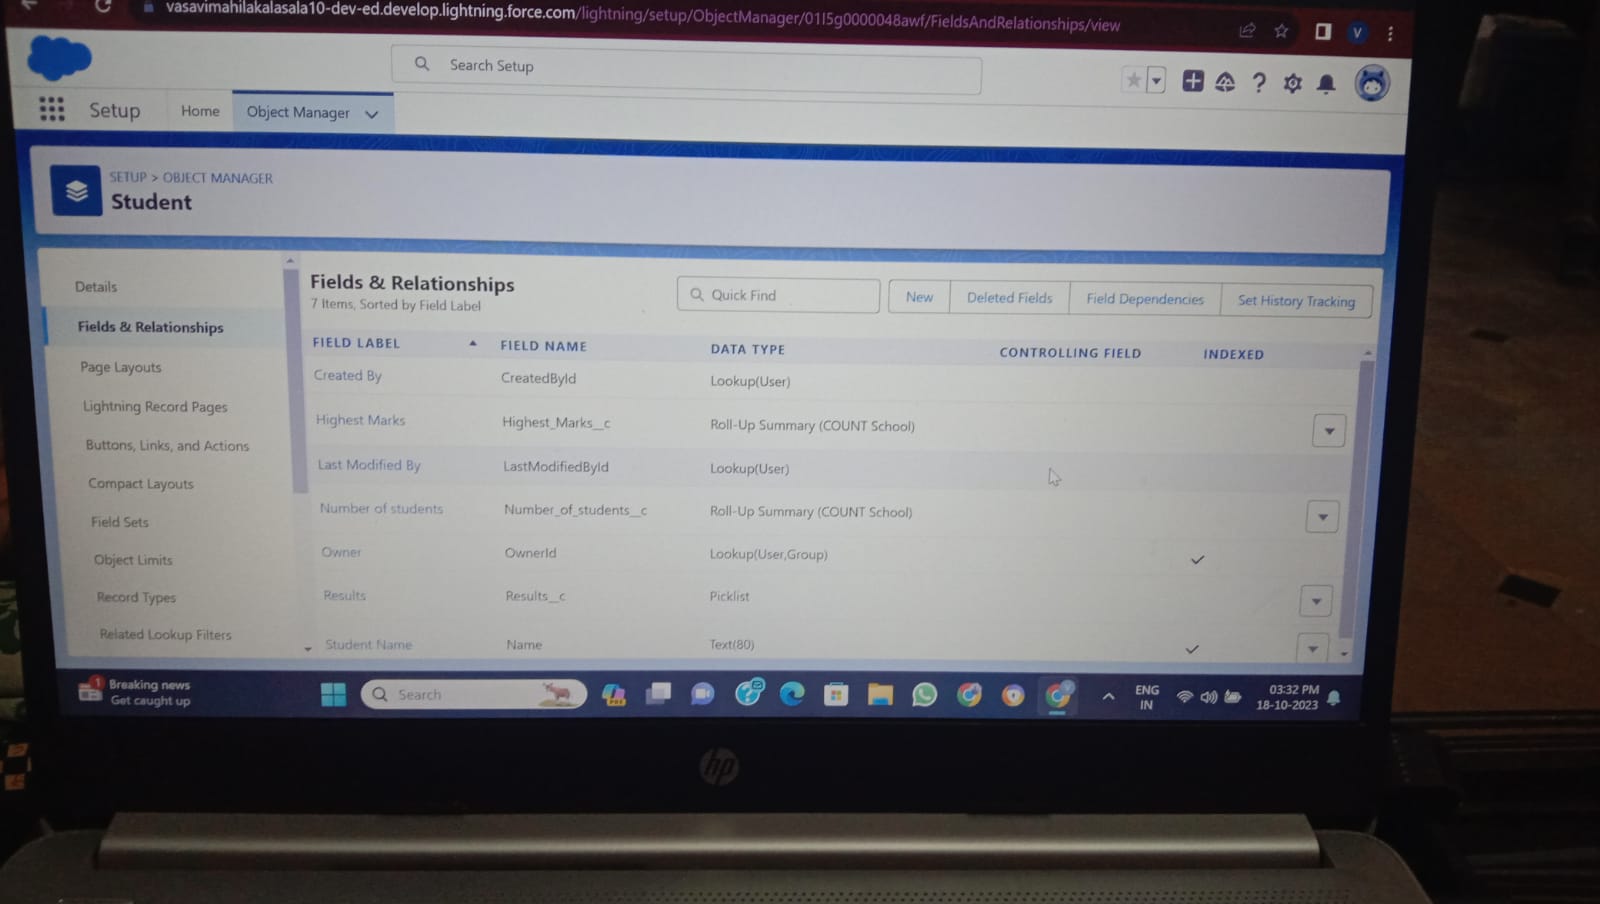 vasavimahilakalasala10-dev-ed.develop.lightning.force.com/lightning/setup/ObjectManager/01I5g0000048awf/FieldsAndRelationships/view
V
Search Setup
Setup
Home
Object Manager
SETUP > OBJECT MANAGER
Student
Details
Fields & Relationships
Page Layouts
Lightning Record Pages
Buttons, Links, and Actions
Compact Layouts
Field Sets
Object Limits
Record Types
Related Lookup Filters
Fields & Relationships
7 Items, Sorted by Field Label
Quick Find
New
Deleted Fields
Field Dependencies
Set History Tracking
FIELD LABEL FIELD NAME DATA TYPE CONTROLLING FIELD INDEXED
Created By CreatedById Lookup(User)
Highest Marks Highest_Marks__c Roll-Up Summary (COUNT School)
Last Modified By LastModifiedById Lookup(User)
Number of students Number_of_students__c Roll-Up Summary (COUNT School)
Owner OwnerId Lookup(User,Group)
Results Results__c Picklist
Student Name Name Text(80)
1
Breaking news
Get caught up
Search
PRE
V
ENG
IN
03:32 PM
18-10-2023
hp